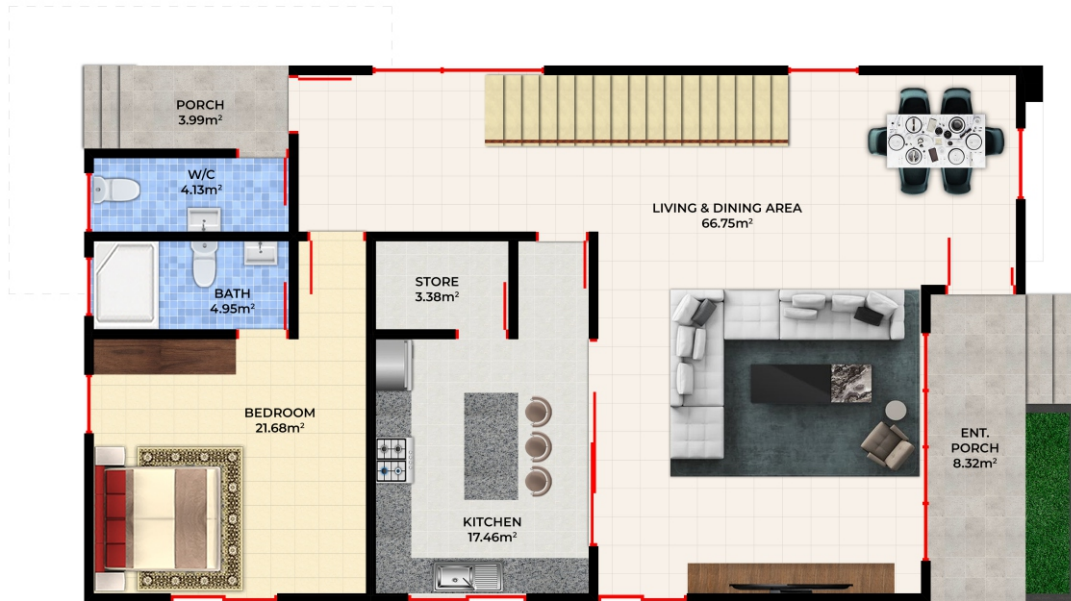 PORCH
3.99m²
W/C
4.13m²
LIVING & DINING AREA
66.75m²
STORE
3.38m²
BATH
4.95m²
BEDROOM
21.68m²
ENT.
PORCH
8.32m²
KITCHEN
17.46m²